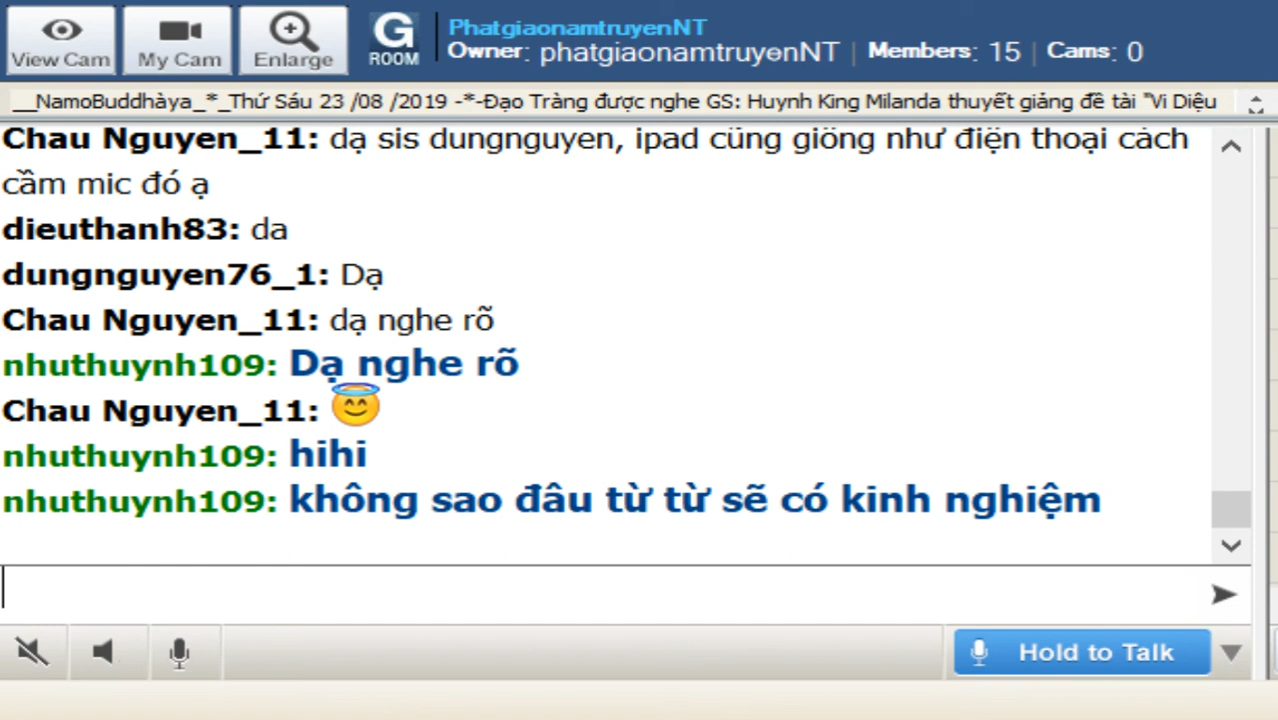 View Cam
My Cam
Enlarge
G
ROOM
PhatgiaonamtruyenNT
Owner: phatgiaonamtruyenNT | Members: 15 | Cams: 0
__NamoBuddhàya_*_Thứ Sáu 23 /08 /2019 -*-Đạo Tràng được nghe GS: Huynh King Milanda thuyết giảng đề tài "Vi Diệu
Chau Nguyen_11: dạ sis dungnguyen, ipad cũng giống như điện thoại cách
cầm mic đó ạ
dieuthanh83: da
dungnguyen76_1: Dạ
Chau Nguyen_11: dạ nghe rõ
nhuthuynh109: Dạ nghe rõ
Chau Nguyen_11: 😇
nhuthuynh109: hihi
nhuthuynh109: không sao đâu từ từ sẽ có kinh nghiệm
Hold to Talk